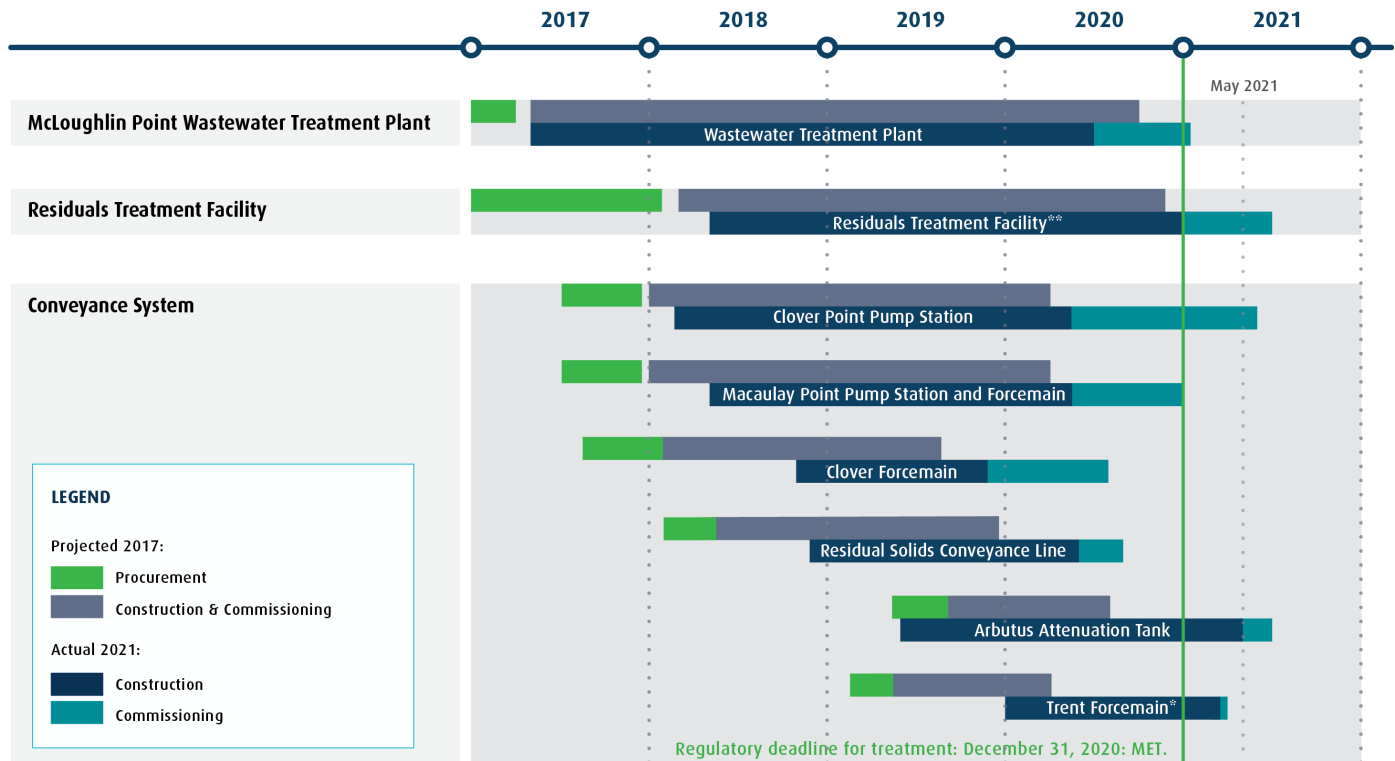 2017 2018 2019 2020 2021
May 2021
McLoughlin Point Wastewater Treatment Plant
Wastewater Treatment Plant
Residuals Treatment Facility
Residuals Treatment Facility**
Conveyance System
Clover Point Pump Station
Macaulay Point Pump Station and Forcemain
Clover Forcemain
Residual Solids Conveyance Line
Arbutus Attenuation Tank
Trent Forcemain*
Regulatory deadline for treatment: December 31, 2020: MET.
LEGEND
Projected 2017:
Procurement
Construction & Commissioning
Actual 2021:
Construction
Commissioning